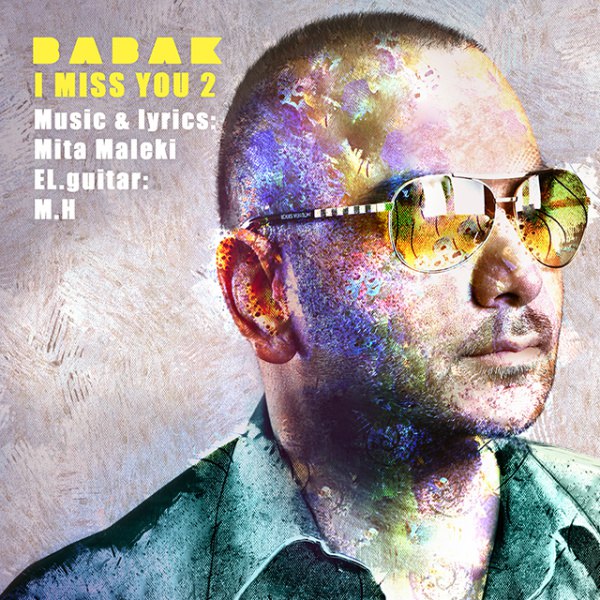 BABAK
I MISS YOU 2
Music & lyrics:
Mita Maleki
EL.guitar:
M.H